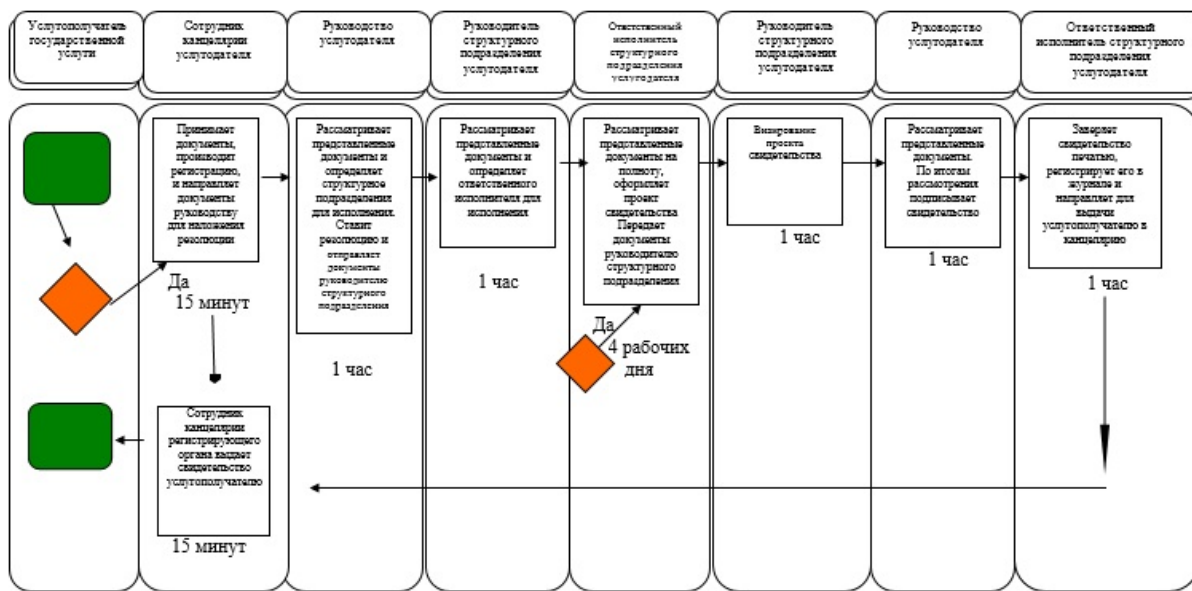 Услугополучатель
государственной
услуги
Сотрудник
канцелярии
услугодателя
Руководство
услугодателя
Руководитель
структурного
подразделения
услугодателя
Ответственный
исполнитель
структурного
подразделения
услугодателя
Руководитель
структурного
подразделения
услугодателя
Руководство
услугодателя
Ответственный
исполнитель структурного
подразделения
услугодателя
Принимает
документы,
производит
регистрацию,
и направляет
документы
руководству
для наложения
резолюции
Да
15 минут
Рассматривает
представленные
документы и
определяет
структурное
подразделения
для исполнения.
Ставит
резолюцию и
отправляет
документы
руководителю
структурного
подразделения
1 час
Рассматривает
представленные
документы и
определяет
ответственного
исполнителя для
исполнения
1 час
Рассматривает
представленные
документы на
полноту,
оформляет
проект
свидетельства
Передает
документы
руководителю
структурного
подразделения
Да
4 рабочих
дня
Визирование
проекта
свидетельства
1 час
Рассматривает
представленные
документы.
По итогам
рассмотрения
подписывает
свидетельство
1 час
Заверяет
свидетельство
печатью,
регистрирует его в
журнале и
направляет для
выдачи
услугополучателю в
канцелярию
1 час
Сотрудник
канцелярии
регистрирующего
органа выдает
свидетельство
услугополучателю
15 минут